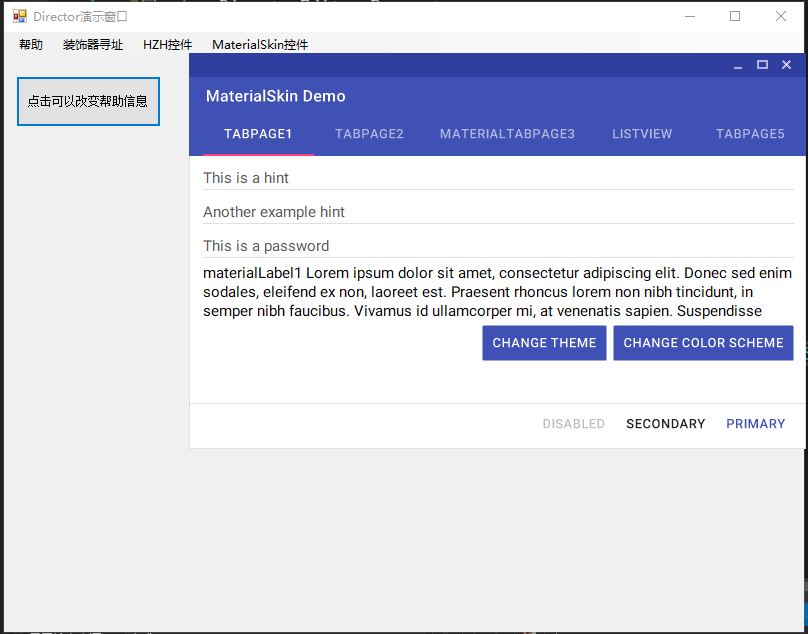 Director演示窗口
帮助 装饰器寻址 HZH控件 MaterialSkin控件
点击可以改变帮助信息
MaterialSkin Demo
TABPAGE1 TABPAGE2 MATERIALTABPAGE3 LISTVIEW TABPAGE5
This is a hint
Another example hint
This is a password
materialLabel1 Lorem ipsum dolor sit amet, consectetur adipiscing elit. Donec sed enim
sodales, eleifend ex non, laoreet est. Praesent rhoncus lorem non nibh tincidunt, in
semper nibh faucibus. Vivamus id ullamcorper mi, at venenatis sapien. Suspendisse
CHANGE THEME CHANGE COLOR SCHEME
DISABLED SECONDARY PRIMARY